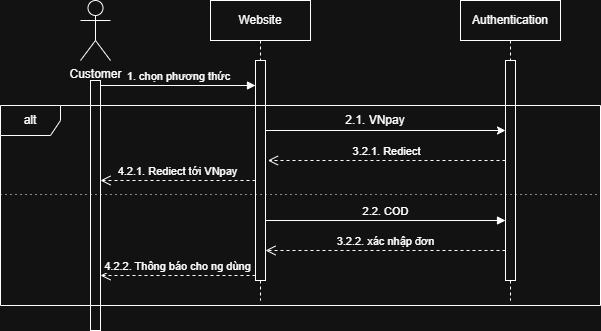 Website
Authentication
Customer
1. chọn phương thức
alt
2.1. VNpay
3.2.1. Rediect
4.2.1. Rediect tới VNpay
2.2. COD
3.2.2. xác nhập đơn
4.2.2. Thông báo cho ng dùng